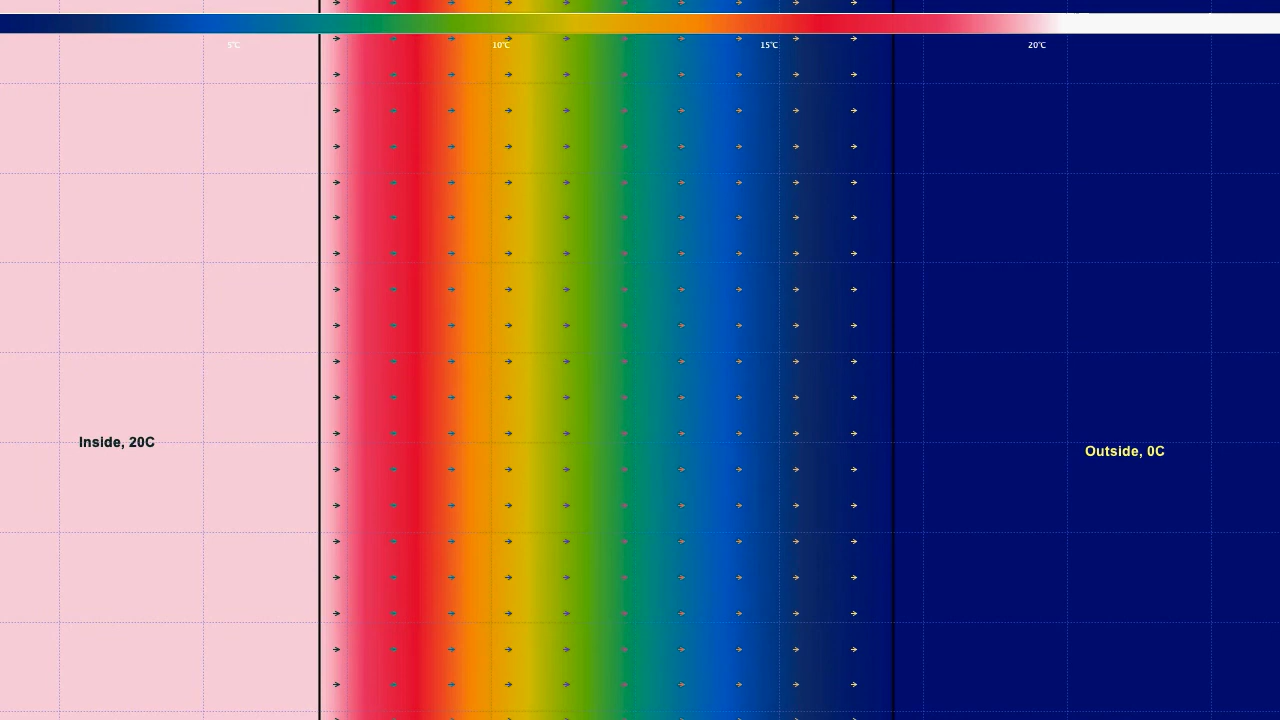 5℃
10℃
15℃
20℃
Inside, 20C
Outside, 0C